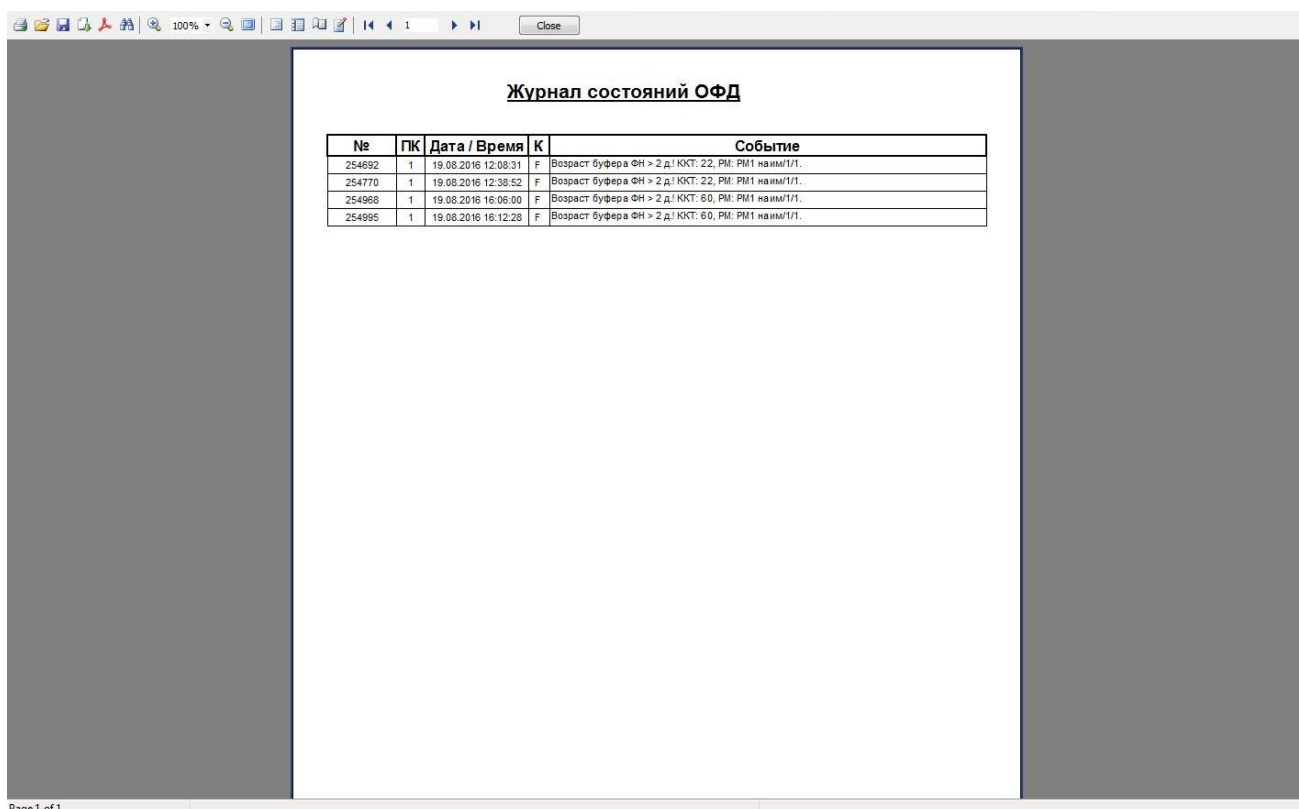 100%
1
Close
Журнал состояний ОФД
№ ПК Дата / Время К Событие
254692 1 19.08.2016 12:08:31 F Возраст буфера ФН > 2 д.! ККТ: 22, РМ: РМ1 наим/1/1.
254770 1 19.08.2016 12:38:52 F Возраст буфера ФН > 2 д.! ККТ: 22, РМ: РМ1 наим/1/1.
254968 1 19.08.2016 16:06:00 F Возраст буфера ФН > 2 д.! ККТ: 60, РМ: РМ1 наим/1/1.
254995 1 19.08.2016 16:12:28 F Возраст буфера ФН > 2 д.! ККТ: 60, РМ: РМ1 наим/1/1.
Page 1 of 1